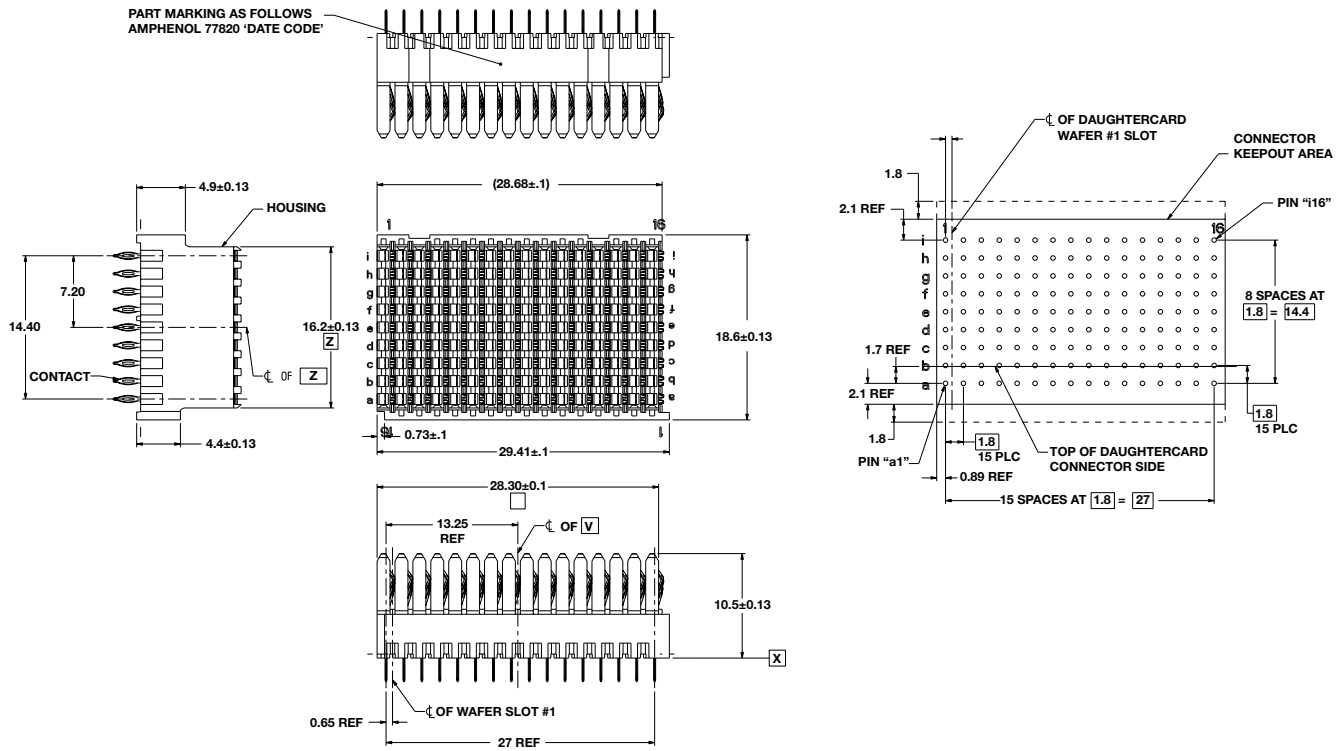 PART MARKING AS FOLLOWS
AMPHENOL 77820 'DATE CODE'
4.9±0.13
HOUSING
7.20
14.40
16.2±0.13
Z
CONTACT
℄ OF Z
4.4±0.13
(28.68±.1)
1 16
i i
h h
g g
f f
e e
d d
c c
b b
a a
16 1
18.6±0.13
0.73±.1
29.41±.1
28.30±0.1
13.25
REF
℄ OF V
10.5±0.13
X
℄ OF WAFER SLOT #1
0.65 REF
27 REF
℄ OF DAUGHTERCARD
WAFER #1 SLOT
CONNECTOR
KEEPOUT AREA
1.8
2.1 REF
PIN “i16”
1 16
i
h
g
f
e
d
c
b
a
8 SPACES AT
1.8 = 14.4
1.7 REF
2.1 REF
1.8
15 PLC
1.8
1.8
15 PLC
TOP OF DAUGHTERCARD
CONNECTOR SIDE
PIN “a1”
0.89 REF
15 SPACES AT 1.8 = 27